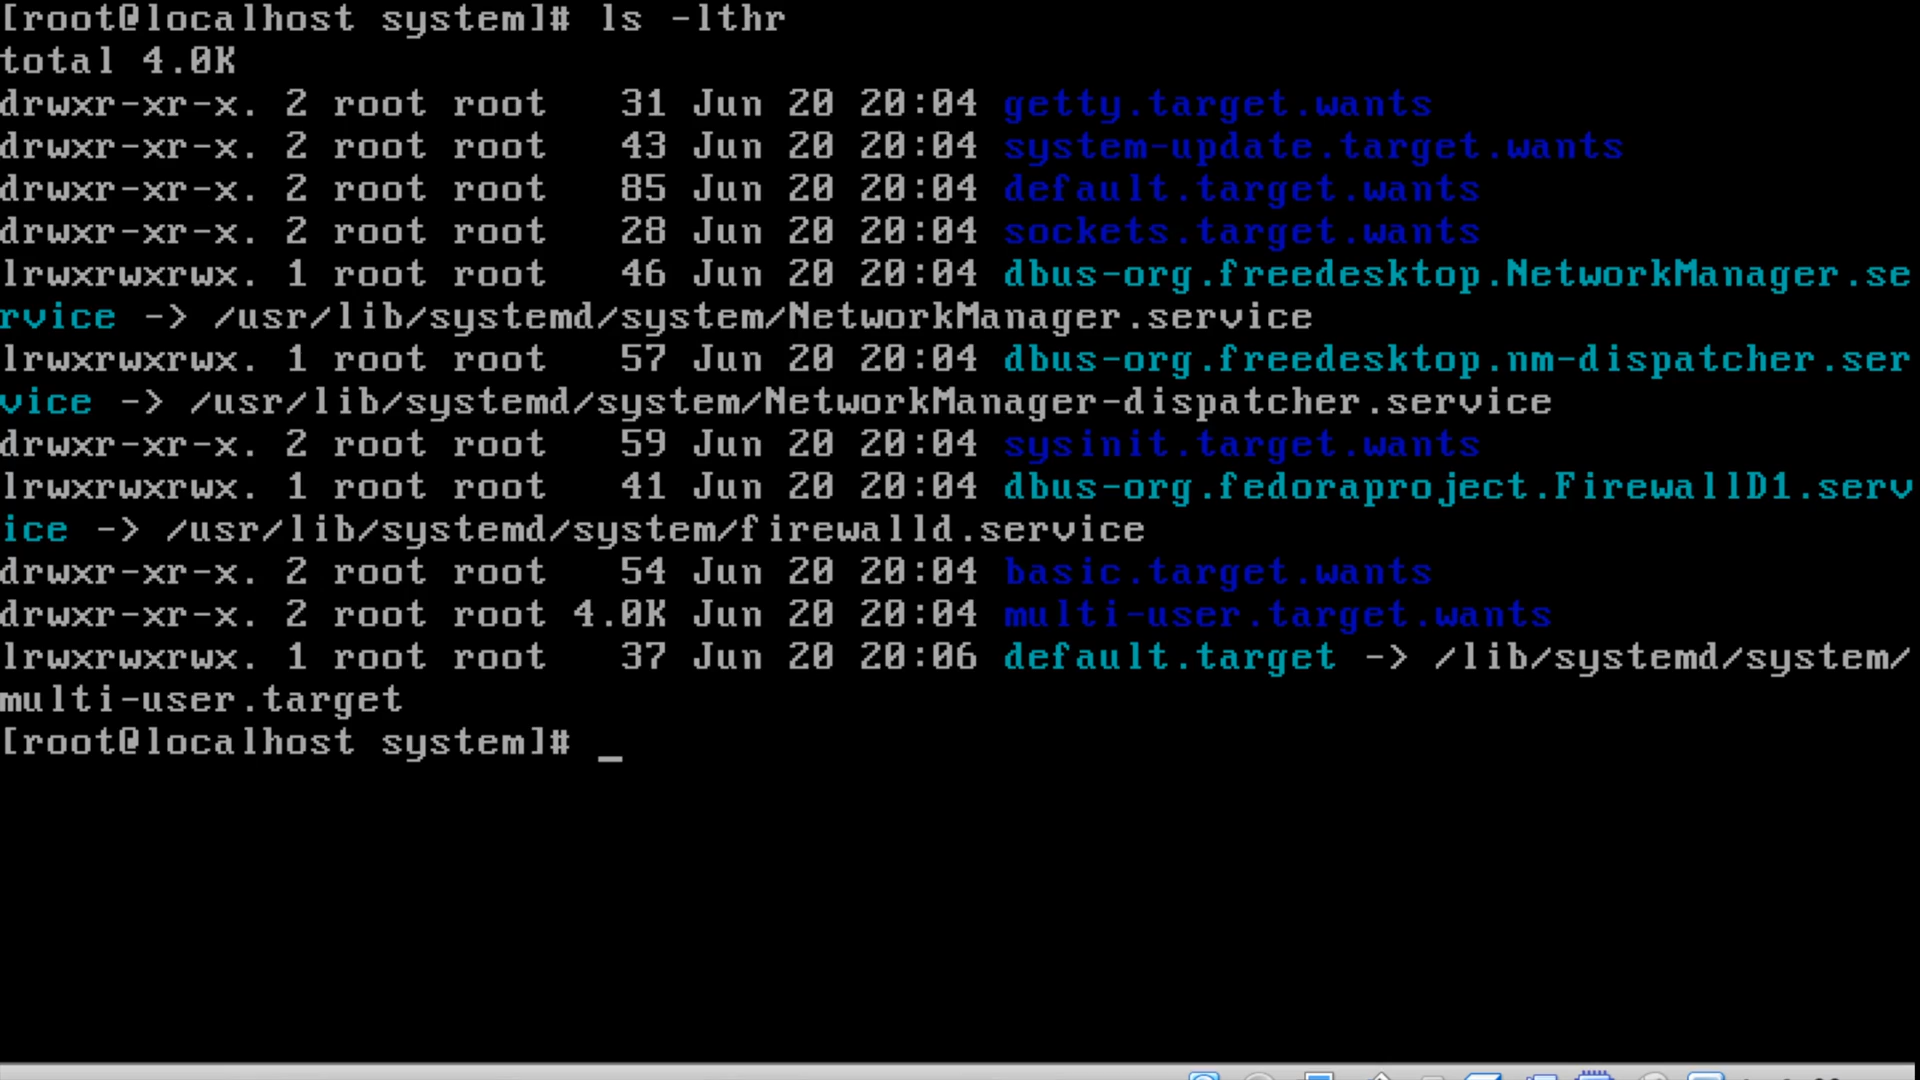 [root@localhost system]# ls -lthr
total 4.0K
drwxr-xr-x. 2 root root   31 Jun 20 20:04 getty.target.wants
drwxr-xr-x. 2 root root   43 Jun 20 20:04 system-update.target.wants
drwxr-xr-x. 2 root root   85 Jun 20 20:04 default.target.wants
drwxr-xr-x. 2 root root   28 Jun 20 20:04 sockets.target.wants
lrwxrwxrwx. 1 root root   46 Jun 20 20:04 dbus-org.freedesktop.NetworkManager.se
rvice -> /usr/lib/systemd/system/NetworkManager.service
lrwxrwxrwx. 1 root root   57 Jun 20 20:04 dbus-org.freedesktop.nm-dispatcher.ser
vice -> /usr/lib/systemd/system/NetworkManager-dispatcher.service
drwxr-xr-x. 2 root root   59 Jun 20 20:04 sysinit.target.wants
lrwxrwxrwx. 1 root root   41 Jun 20 20:04 dbus-org.fedoraproject.FirewallD1.serv
ice -> /usr/lib/systemd/system/firewalld.service
drwxr-xr-x. 2 root root   54 Jun 20 20:04 basic.target.wants
drwxr-xr-x. 2 root root 4.0K Jun 20 20:04 multi-user.target.wants
lrwxrwxrwx. 1 root root   37 Jun 20 20:06 default.target -> /lib/systemd/system/
multi-user.target
[root@localhost system]# _